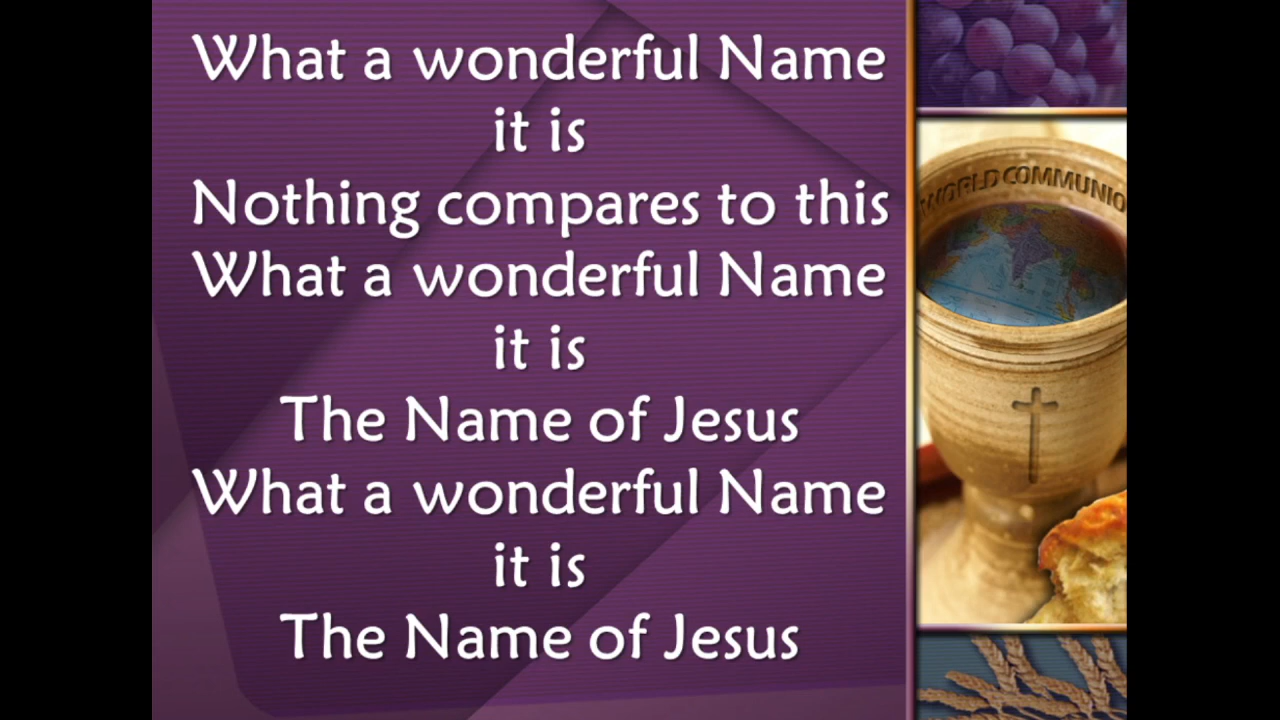 What a wonderful Name
it is
Nothing compares to this
What a wonderful Name
it is
The Name of Jesus
What a wonderful Name
it is
The Name of Jesus
WORLD COMMUNIO